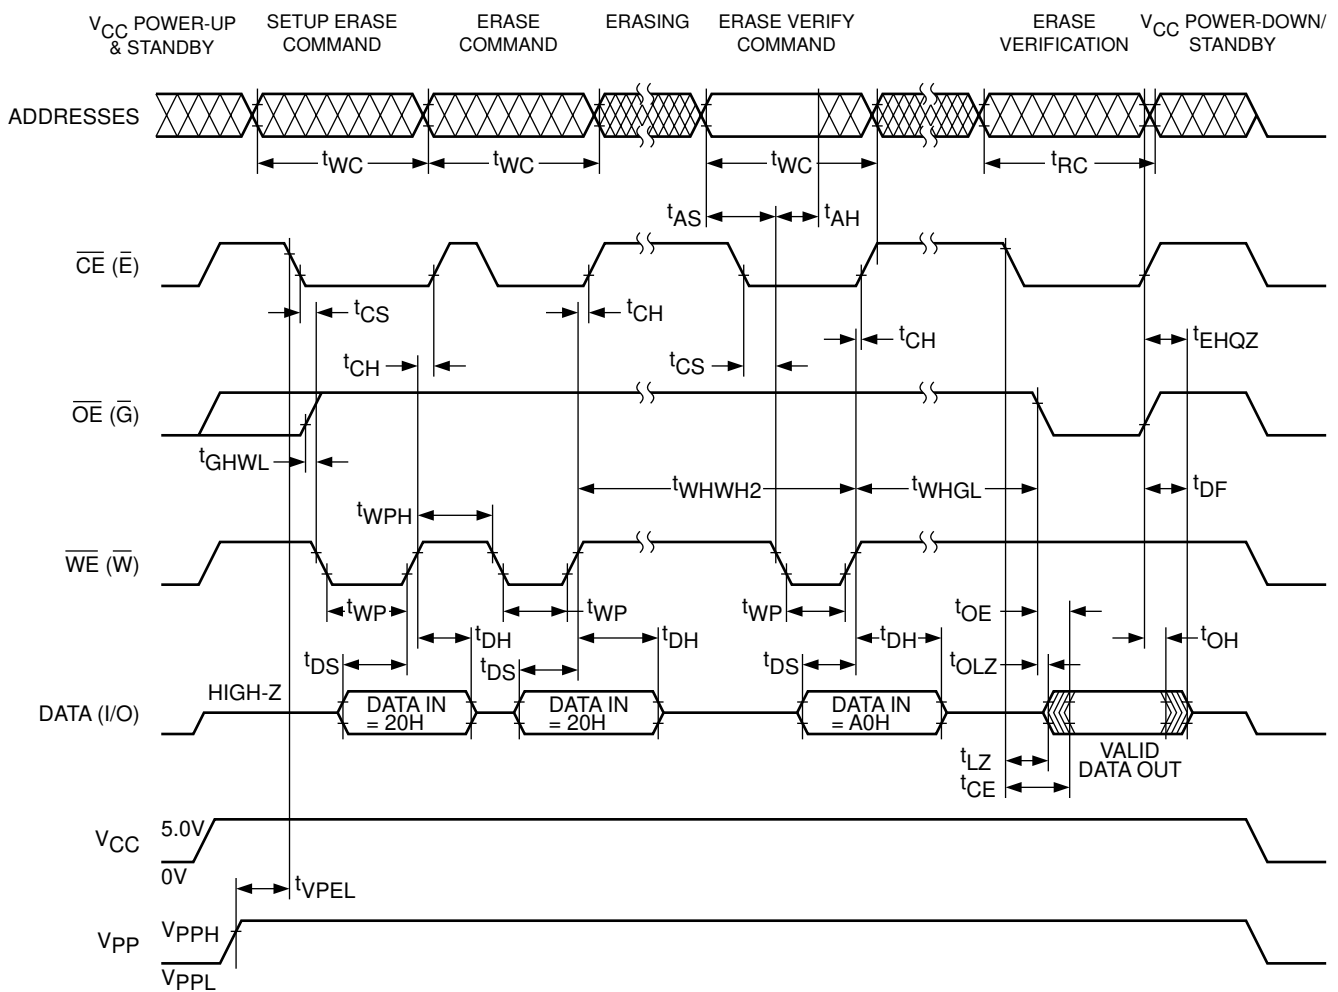 VCC POWER-UP & STANDBY
SETUP ERASE COMMAND
ERASE COMMAND
ERASING
ERASE VERIFY COMMAND
ERASE VERIFICATION
VCC POWER-DOWN/ STANDBY
ADDRESSES
tWC
tWC
tWC
tRC
tAS
tAH
CE (E)
tCS
tCH
tCH
tCS
tCH
tEHQZ
OE (G)
tGHWL
tWHWH2
tWHGL
tDF
tWPH
WE (W)
tWP
tWP
tWP
tOE
tDH
tDH
tDH
tOH
tDS
tDS
tDS
tOLZ
HIGH-Z
DATA (I/O)
DATA IN = 20H
DATA IN = 20H
DATA IN = A0H
VALID DATA OUT
tLZ
tCE
VCC
5.0V
0V
tVPEL
VPP
VPPH
VPPL